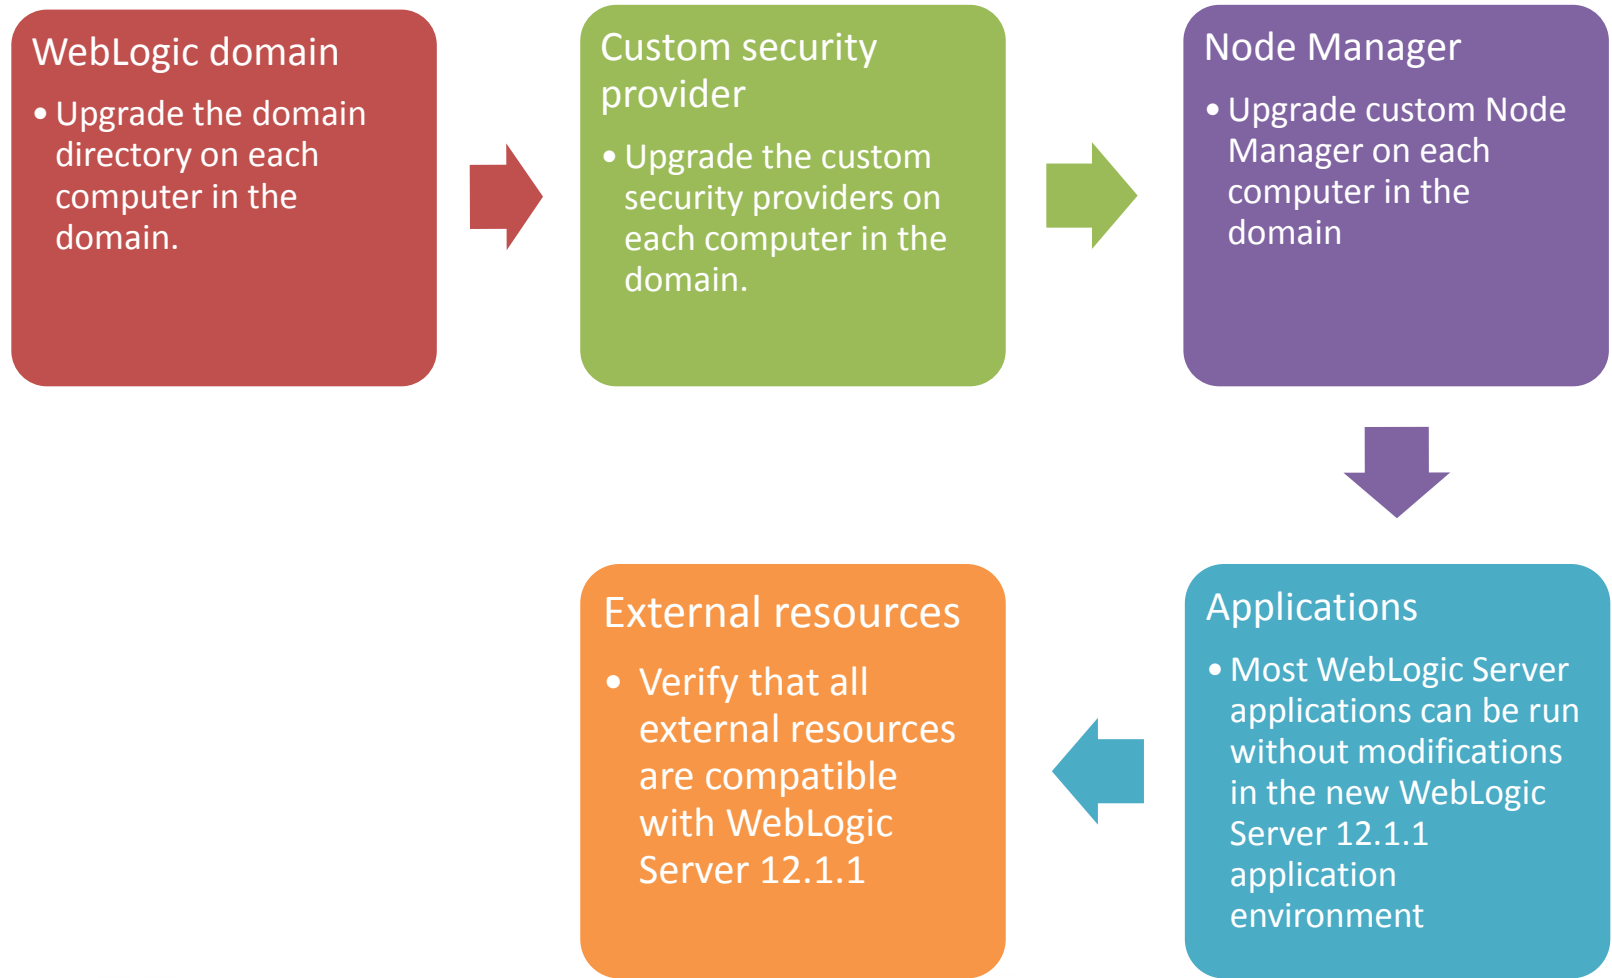 WebLogic domain
• Upgrade the domain
directory on each
computer in the
domain.
Custom security
provider
• Upgrade the custom
security providers on
each computer in the
domain.
Node Manager
• Upgrade custom Node
Manager on each
computer in the
domain
Applications
• Most WebLogic Server
applications can be run
without modifications
in the new WebLogic
Server 12.1.1
application
environment
External resources
• Verify that all
external resources
are compatible
with WebLogic
Server 12.1.1